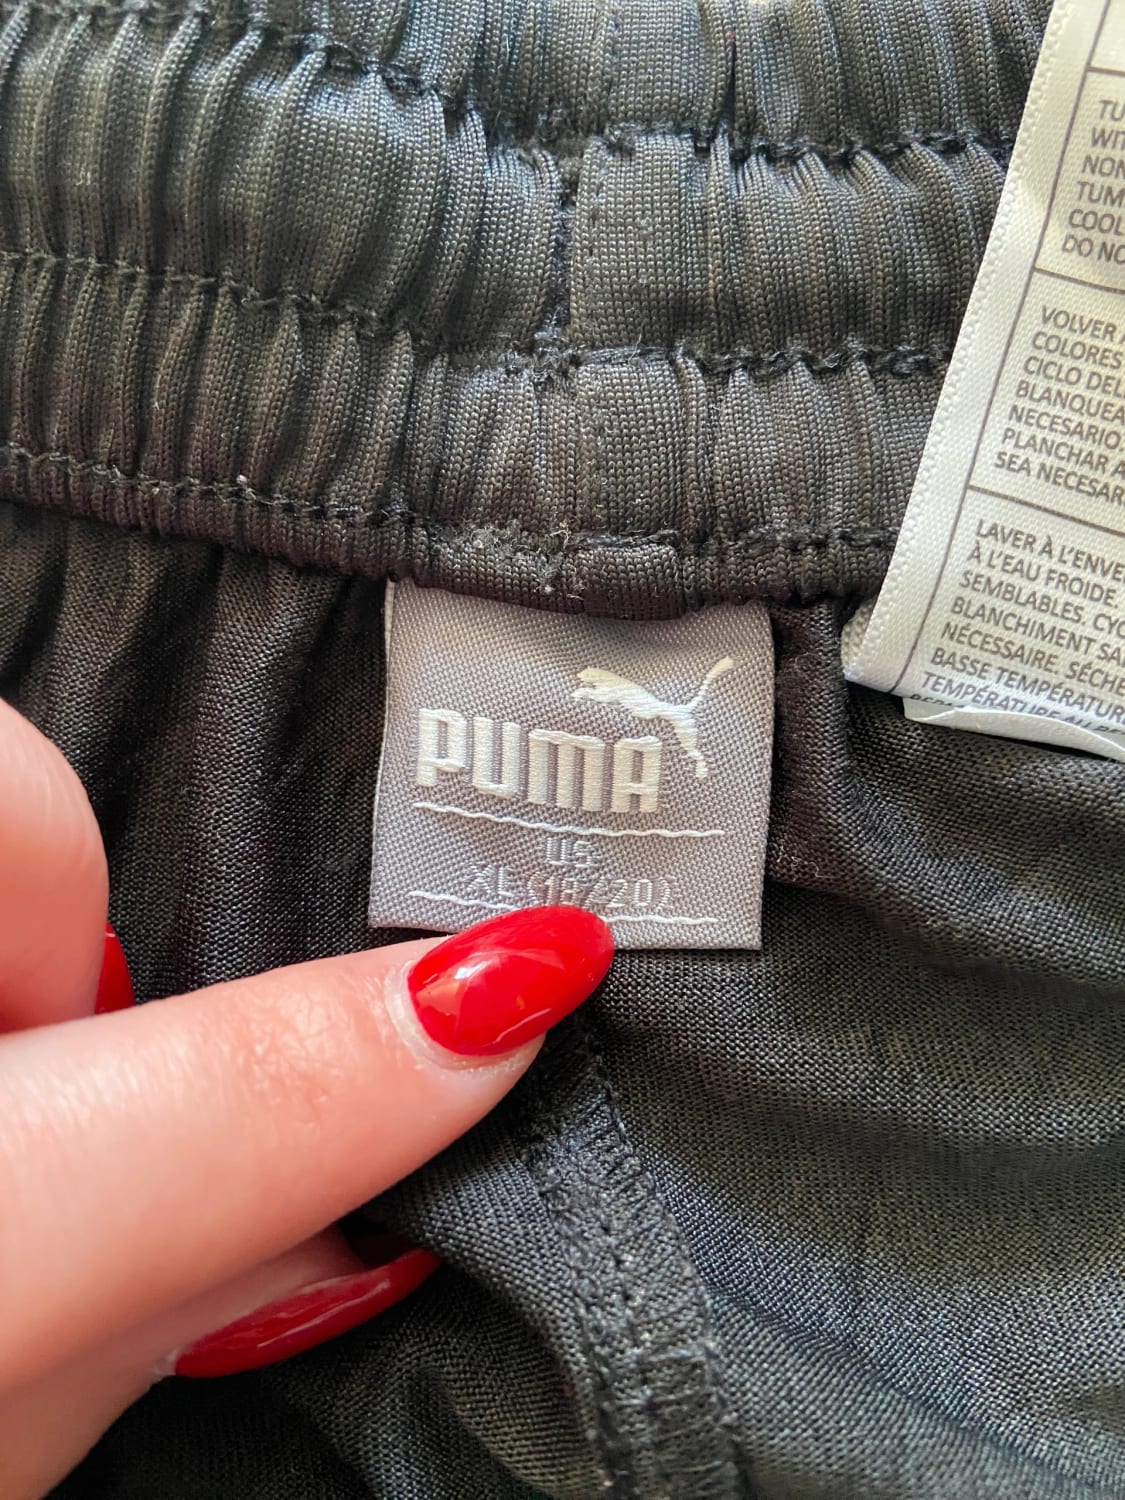 PUMA
US
XL (18/20)
TU
WIT
NON
TUM
COOL
DO NO
VOLVER A
COLORES
CICLO DEL
BLANQUEA
NECESARIO
PLANCHAR A
SEA NECESAR
LAVER À L'ENVE
À L'EAU FROIDE.
SEMBLABLES. CYC
BLANCHIMENT SA
NÉCESSAIRE. SÉCHE
BASSE TEMPÉRATUR
TEMPÉRATURE